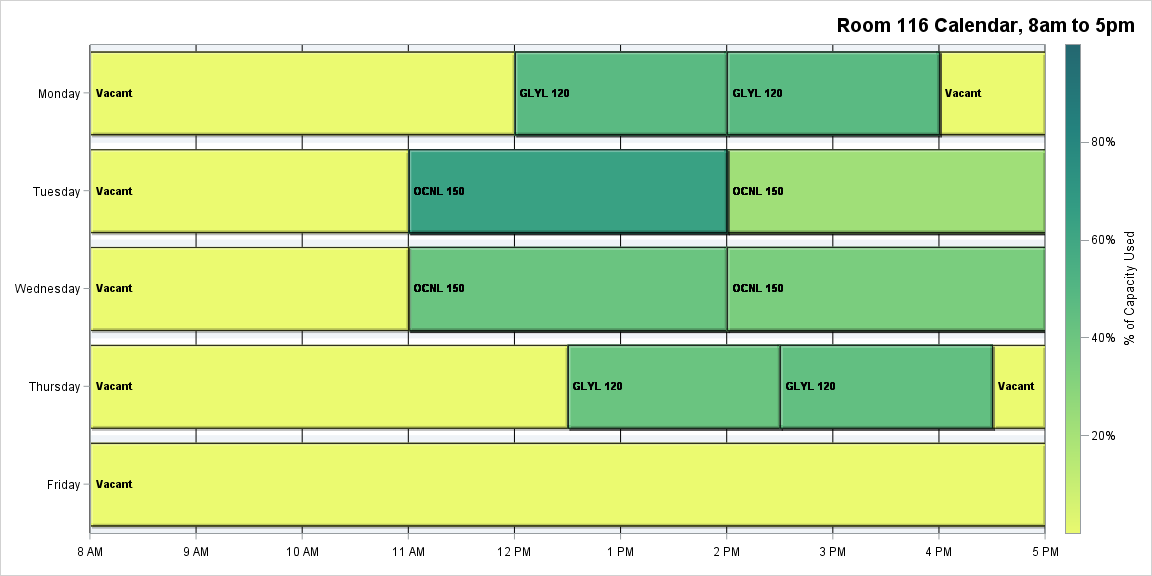 Room 116 Calendar, 8am to 5pm
Monday
Vacant
GLYL 120
GLYL 120
Vacant
Tuesday
Vacant
OCNL 150
OCNL 150
Wednesday
Vacant
OCNL 150
OCNL 150
Thursday
Vacant
GLYL 120
GLYL 120
Vacant
Friday
Vacant
8 AM 9 AM 10 AM 11 AM 12 PM 1 PM 2 PM 3 PM 4 PM 5 PM
80%
60%
40%
20%
% of Capacity Used